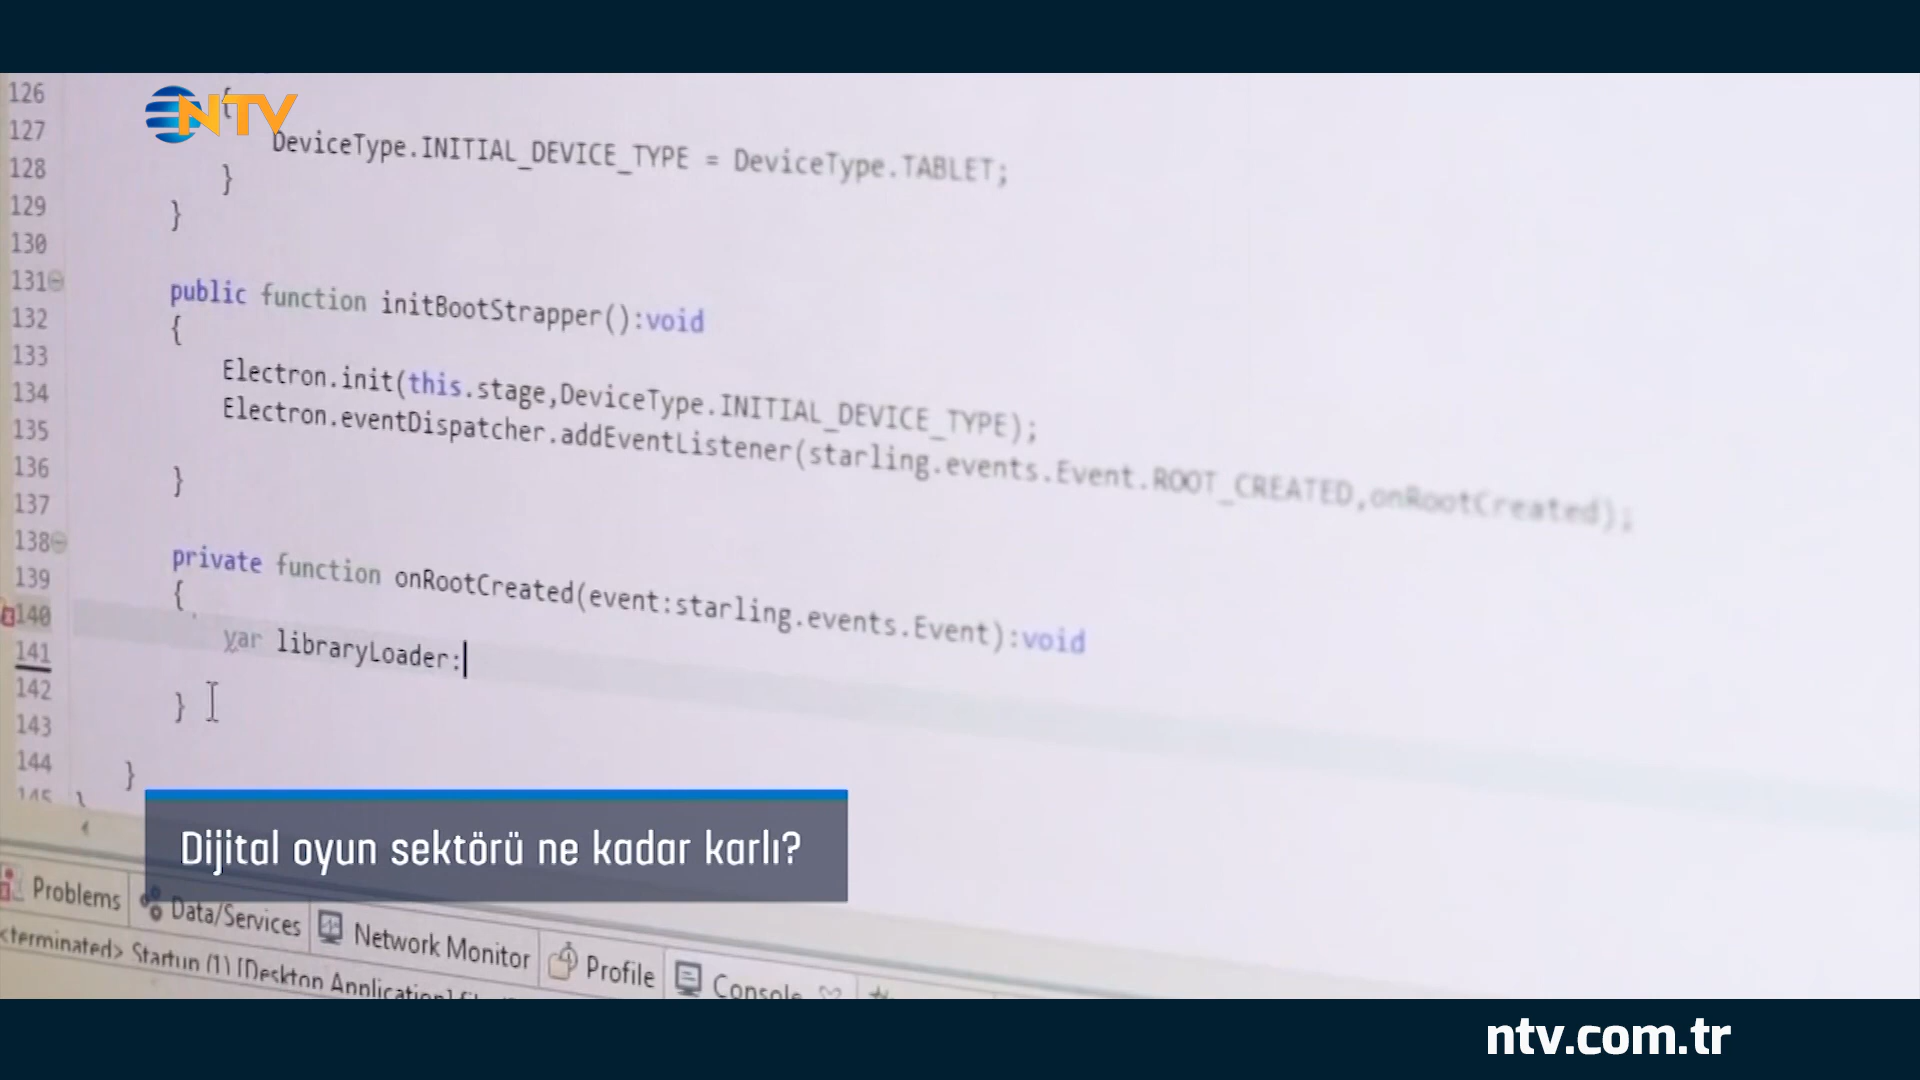 126
NTV
{
127
DeviceType.INITIAL_DEVICE_TYPE = DeviceType.TABLET;
128
}
129
}
130
131
public function initBootStrapper():void
132
{
133
134
Electron.init(this.stage,DeviceType.INITIAL_DEVICE_TYPE);
135
Electron.eventDispatcher.addEventListener(starling.events.Event.ROOT_CREATED,onRootCreated);
136
}
137
138
private function onRootCreated(event:starling.events.Event):void
139
{
140
var libraryLoader:
141
142
}
143
144
}
145
Dijital oyun sektörü ne kadar karlı?
Problems
Data/Services
Network Monitor
Profile
Console
<terminated> Startup (1) [Desktop Application]
ntv.com.tr